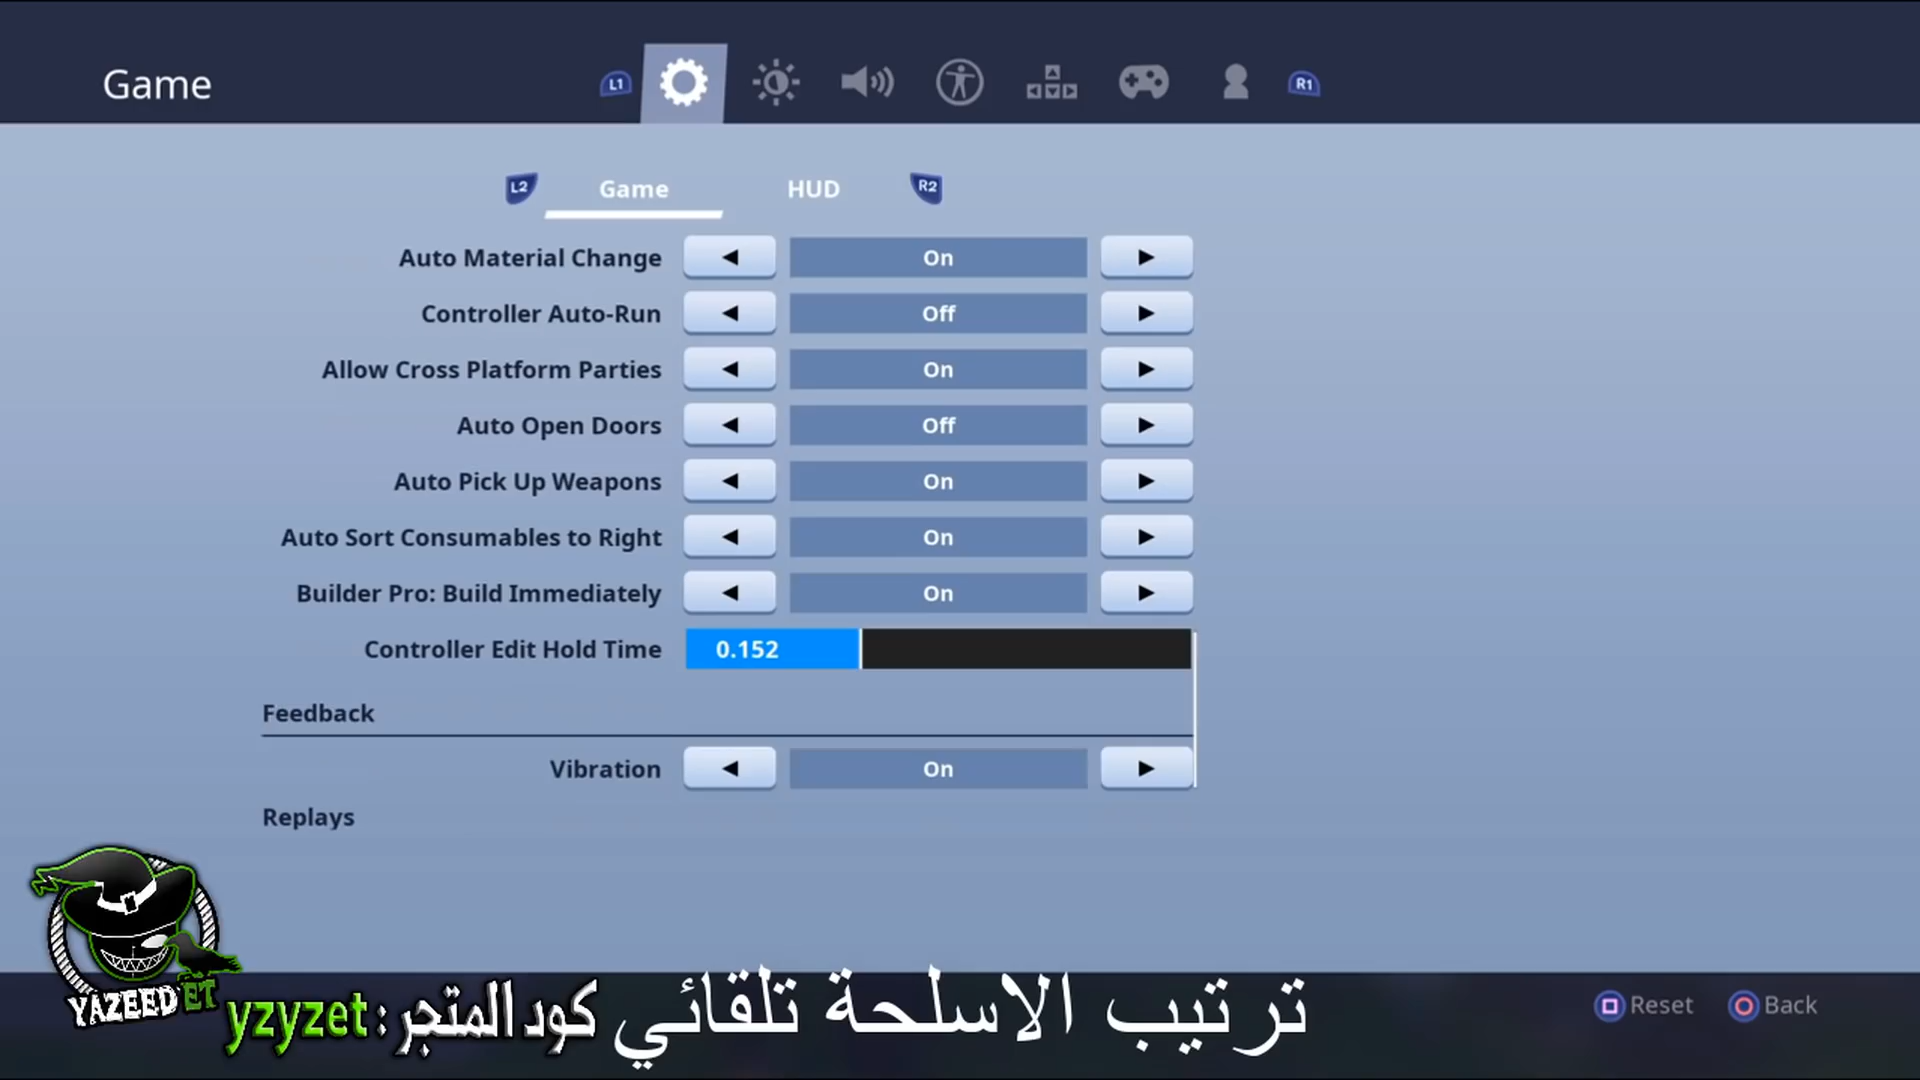 Game
L1
R1
L2
Game
HUD
R2
Auto Material Change
On
Controller Auto-Run
Off
Allow Cross Platform Parties
On
Auto Open Doors
Off
Auto Pick Up Weapons
On
Auto Sort Consumables to Right
On
Builder Pro: Build Immediately
On
Controller Edit Hold Time
0.152
Feedback
Vibration
On
Replays
YAZEED ET
ترتيب الاسلحة تلقائي
كود المتجر : yzyzet
Reset
Back